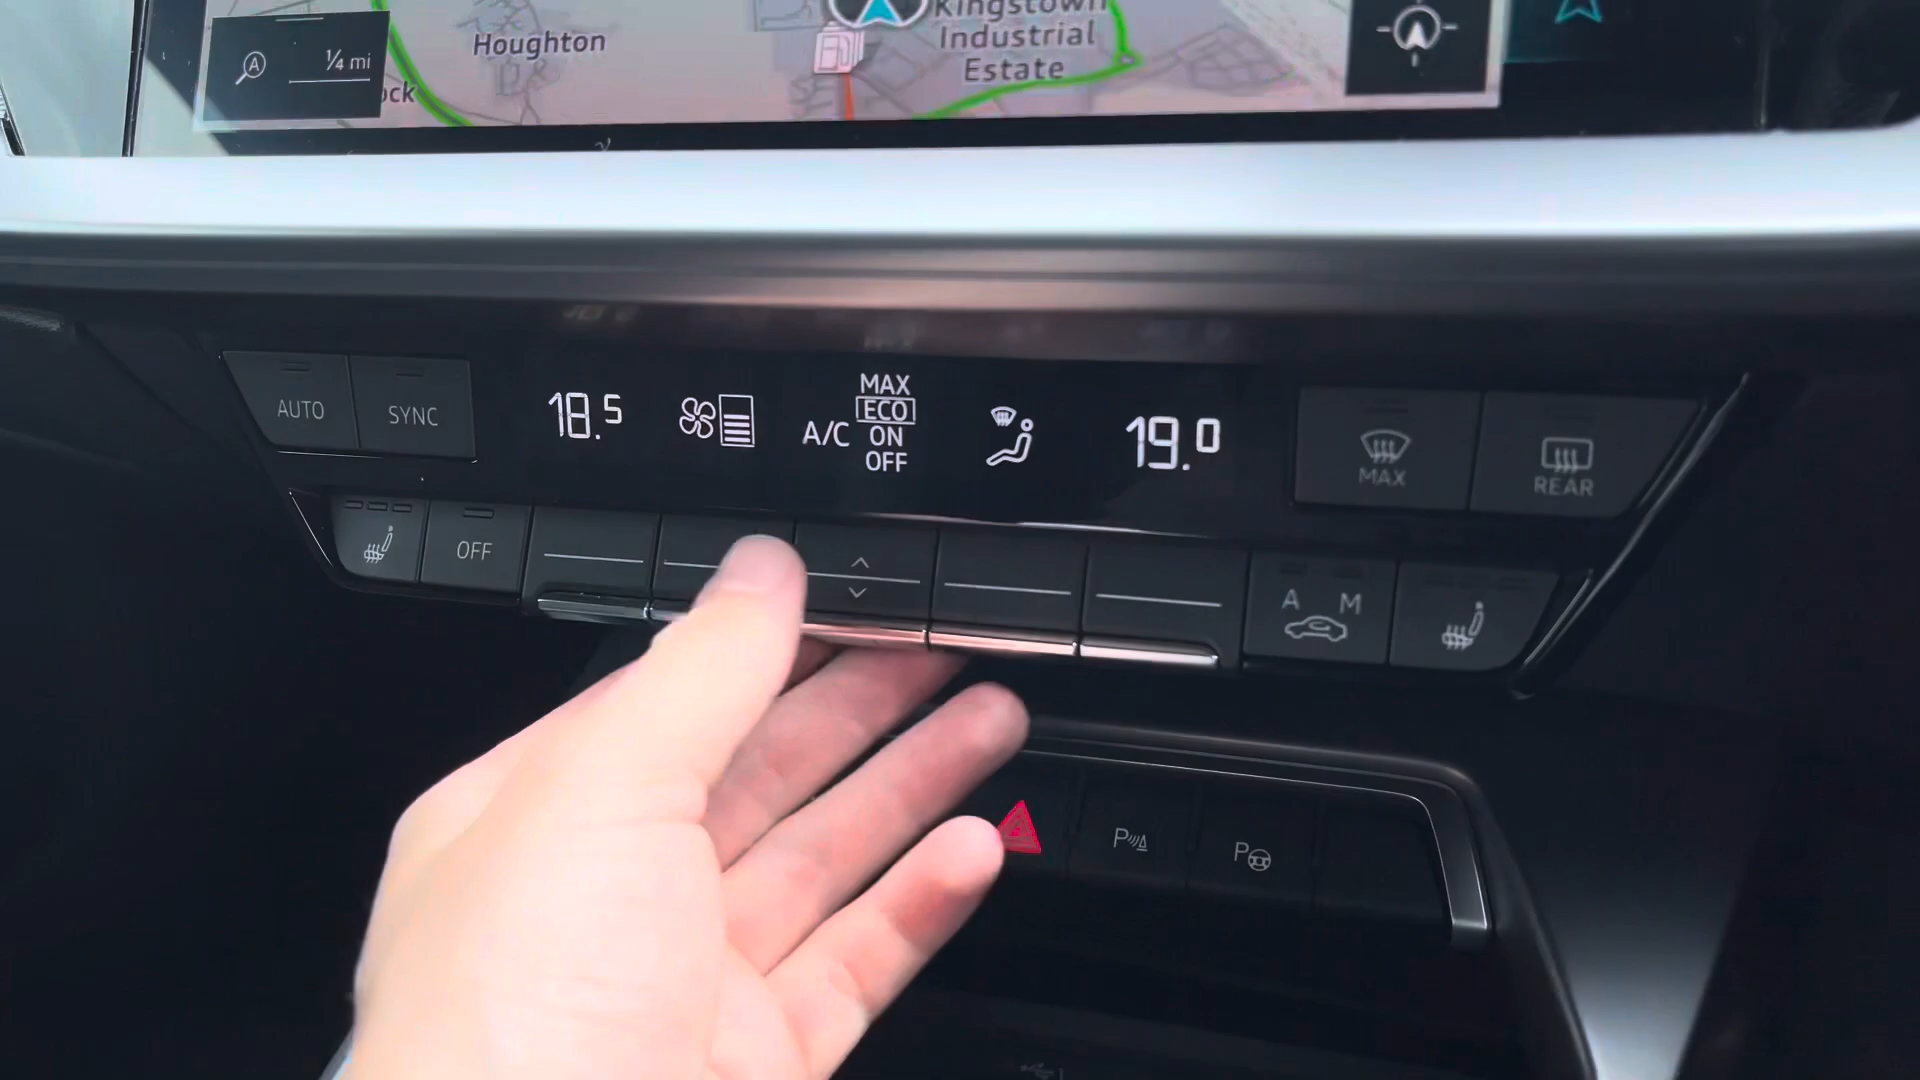 Houghton
Kingstown
Industrial
Estate
A
¼ mi
ock
AUTO
SYNC
18.5
A/C
MAX
ECO
ON
OFF
19.0
MAX
REAR
OFF
A
M
P
P